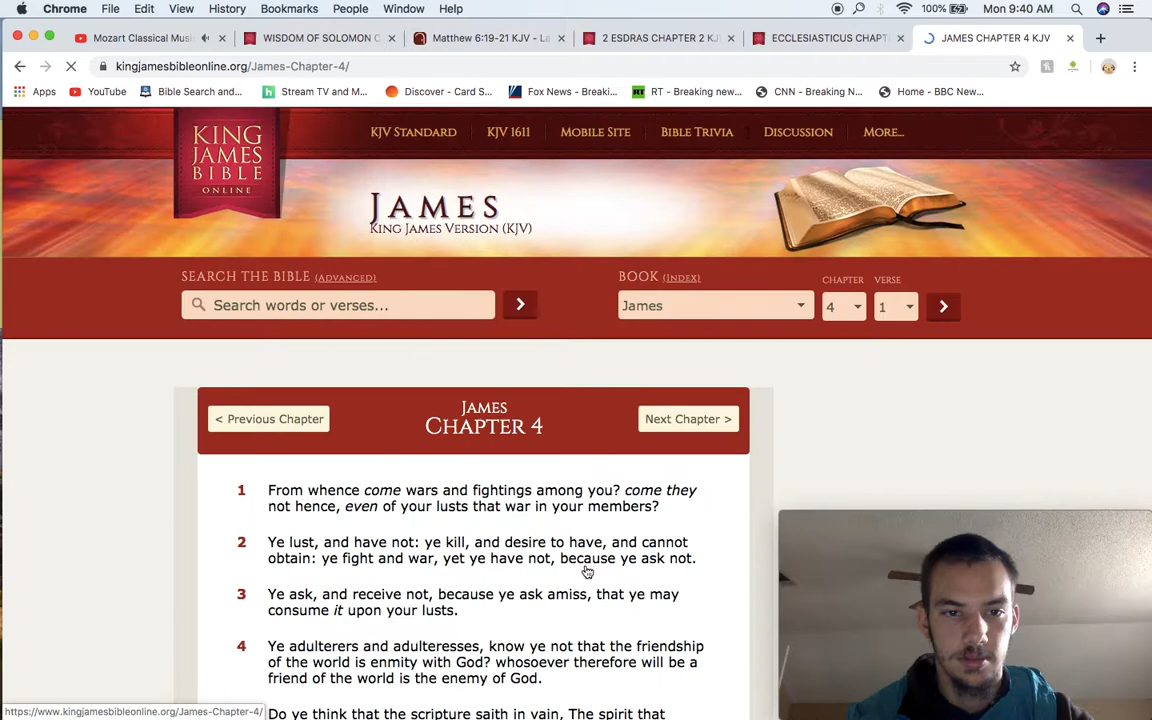 Chrome File Edit View History Bookmarks People Window Help 100% Mon 9:40 AM
Mozart Classical Musi WISDOM OF SOLOMON C Matthew 6:19-21 KJV - La 2 ESDRAS CHAPTER 2 KJ ECCLESIASTICUS CHAPT JAMES CHAPTER 4 KJV
kingjamesbibleonline.org/James-Chapter-4/
Apps YouTube Bible Search and... Stream TV and M... Discover - Card S... Fox News - Breaki... RT - Breaking new... CNN - Breaking N... Home - BBC New...
KING JAMES BIBLE ONLINE
KJV STANDARD KJV 1611 MOBILE SITE BIBLE TRIVIA DISCUSSION MORE...
JAMES
KING JAMES VERSION (KJV)
SEARCH THE BIBLE (ADVANCED) BOOK (INDEX) CHAPTER VERSE
Search words or verses... James 4 1
< Previous Chapter JAMES CHAPTER 4 Next Chapter >
1 From whence come wars and fightings among you? come they
not hence, even of your lusts that war in your members?
2 Ye lust, and have not: ye kill, and desire to have, and cannot
obtain: ye fight and war, yet ye have not, because ye ask not.
3 Ye ask, and receive not, because ye ask amiss, that ye may
consume it upon your lusts.
4 Ye adulterers and adulteresses, know ye not that the friendship
of the world is enmity with God? whosoever therefore will be a
friend of the world is the enemy of God.
Do ye think that the scripture saith in vain, The spirit that
https://www.kingjamesbibleonline.org/James-Chapter-4/